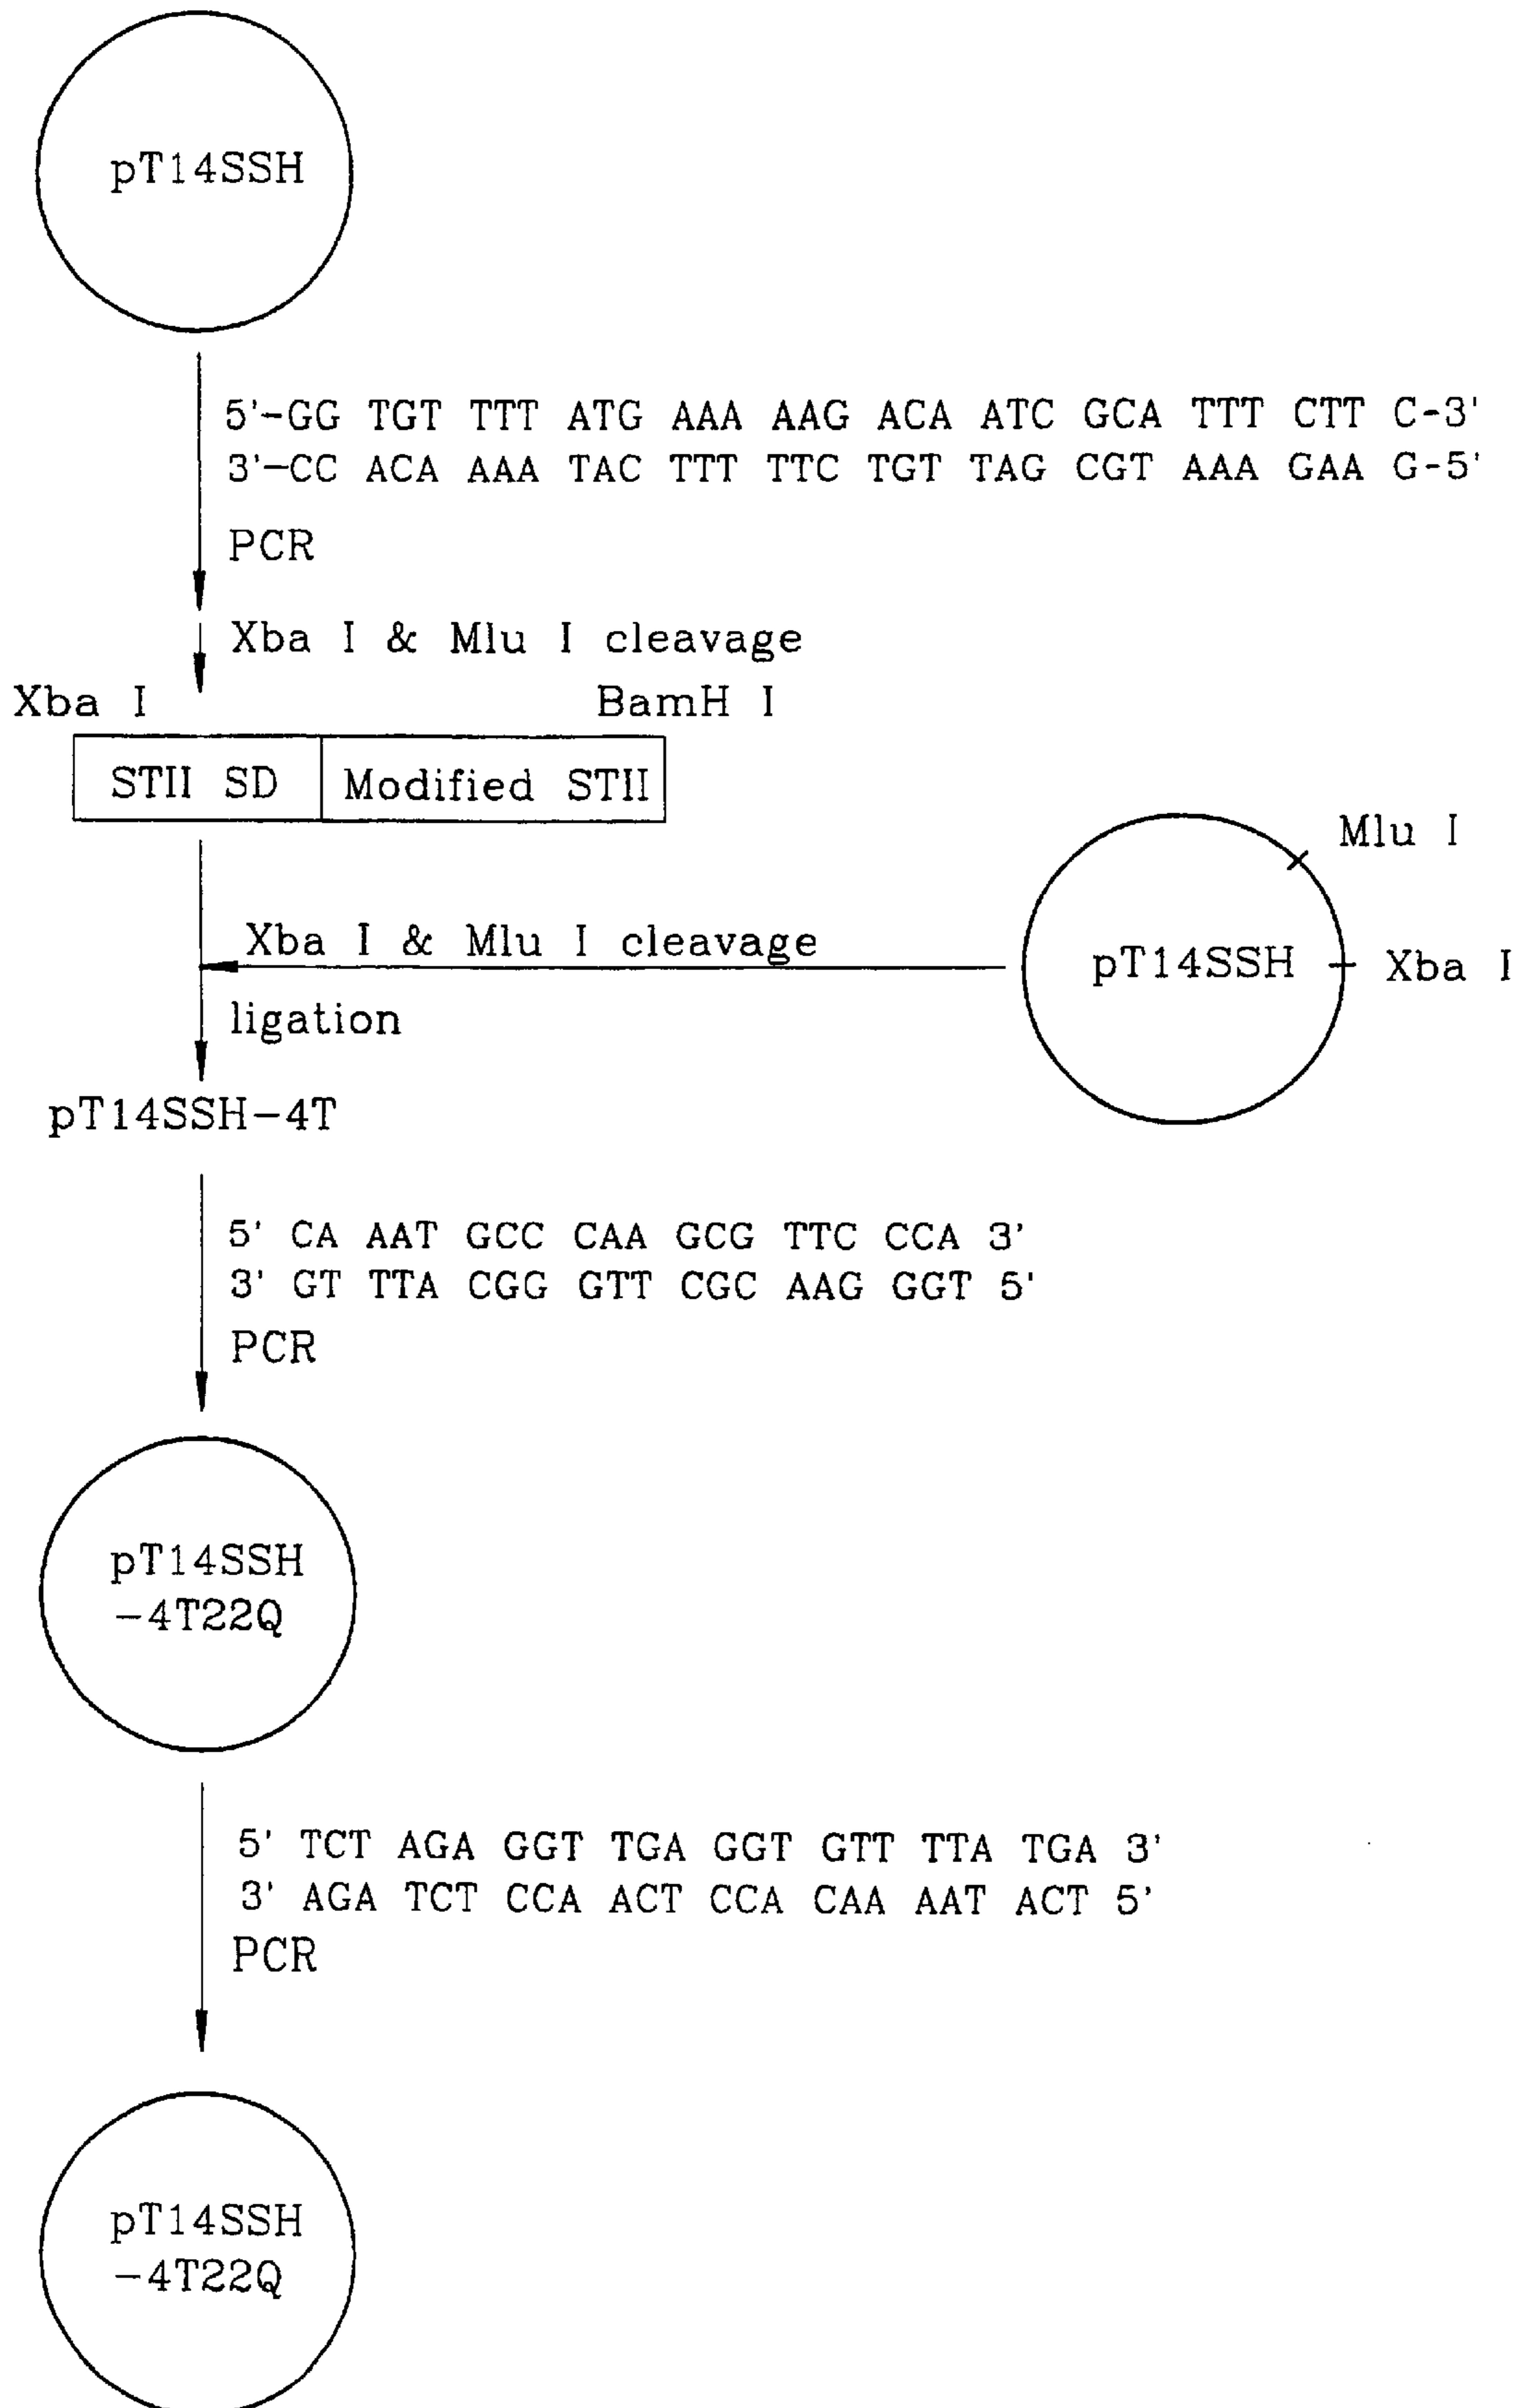 pT14SSH
5'-GG TGT TTT ATG AAA AAG ACA ATC GCA TTT CTT C-3'
3'-CC ACA AAA TAC TTT TTC TGT TAG CGT AAA GAA G-5'
PCR
Xba I & Mlu I cleavage
Xba I
BamH I
STII SD
Modified STII
Mlu I
Xba I & Mlu I cleavage
pT14SSH
Xba I
ligation
pT14SSH-4T
5' CA AAT GCC CAA GCG TTC CCA 3'
3' GT TTA CGG GTT CGC AAG GGT 5'
PCR
pT14SSH
-4T22Q
5' TCT AGA GGT TGA GGT GTT TTA TGA 3'
3' AGA TCT CCA ACT CCA CAA AAT ACT 5'
PCR
pT14SSH
-4T22Q